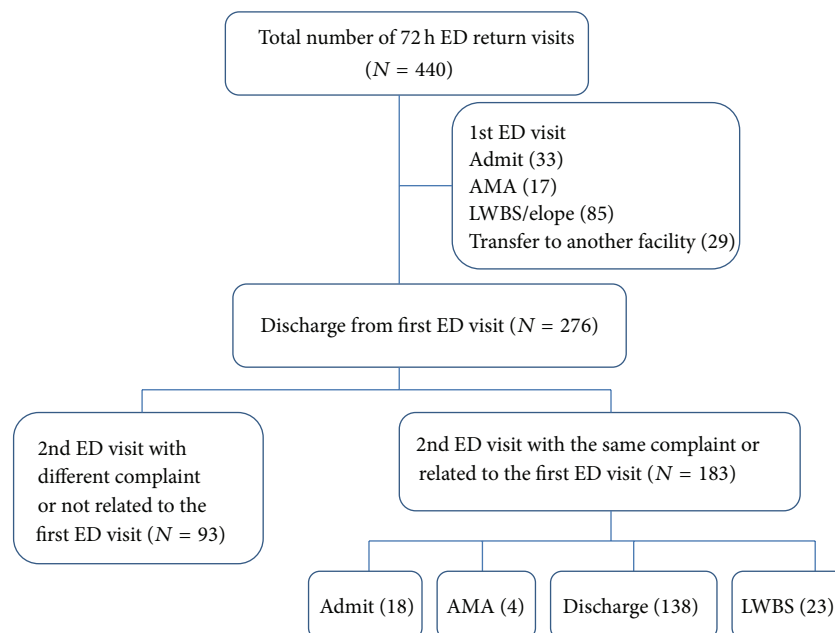 Total number of 72 h ED return visits
(N = 440)
1st ED visit
Admit (33)
AMA (17)
LWBS/elope (85)
Transfer to another facility (29)
Discharge from first ED visit (N = 276)
2nd ED visit with
different complaint
or not related to the
first ED visit (N = 93)
2nd ED visit with the same complaint or
related to the first ED visit (N = 183)
Admit (18)
AMA (4)
Discharge (138)
LWBS (23)